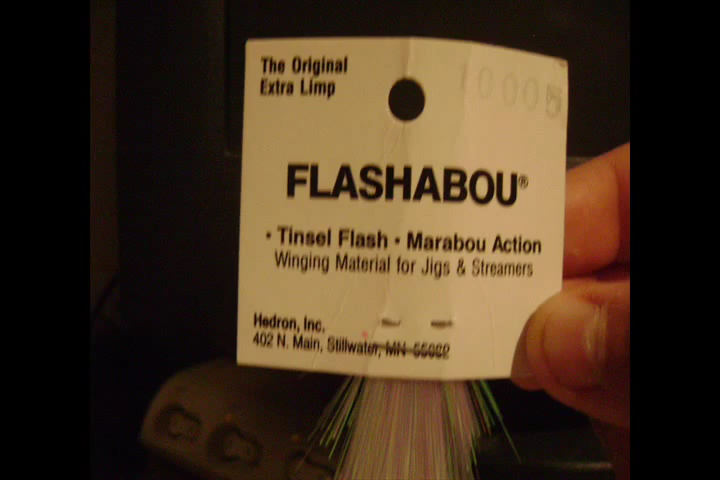 The Original
Extra Limp
FLASHABOU®
• Tinsel Flash • Marabou Action
Winging Material for Jigs & Streamers
Hedron, Inc.
402 N. Main, Stillwater, MN 55082